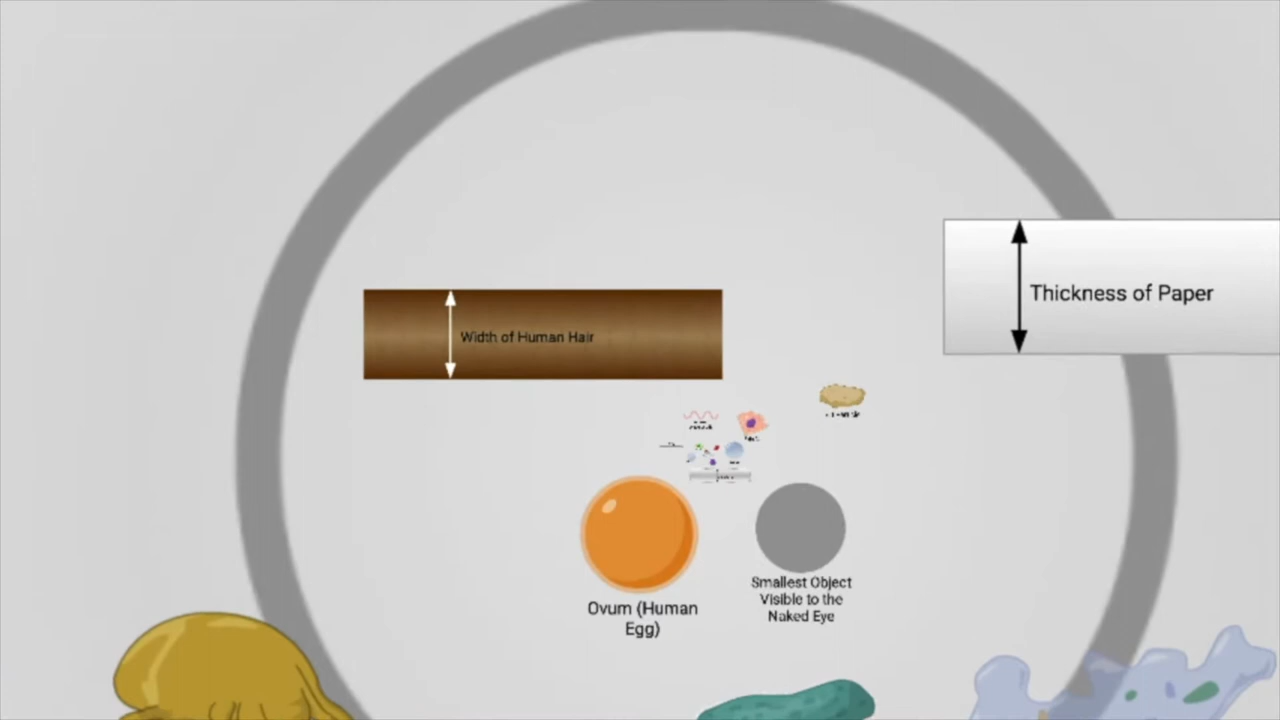 Thickness of Paper
Width of Human Hair
Ovum (Human
Egg)
Smallest Object
Visible to the
Naked Eye